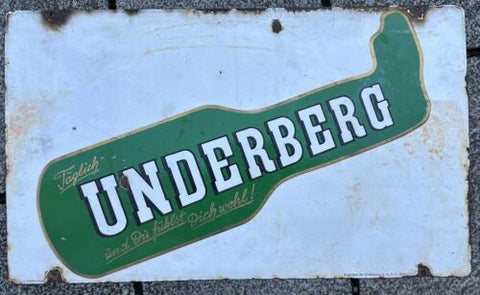 Täglich
UNDERBERG
und Du fühlst Dich wohl!